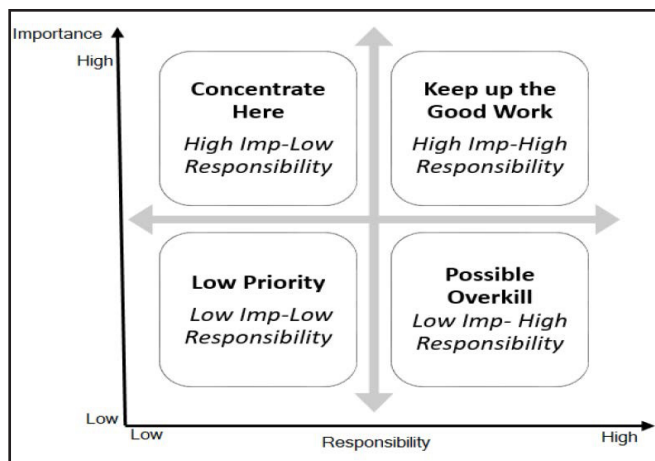 Importance
High
Concentrate
Here
High Imp-Low
Responsibility
Keep up the
Good Work
High Imp-High
Responsibility
Low Priority
Low Imp-Low
Responsibility
Possible
Overkill
Low Imp- High
Responsibility
Low
Low
Responsibility
High